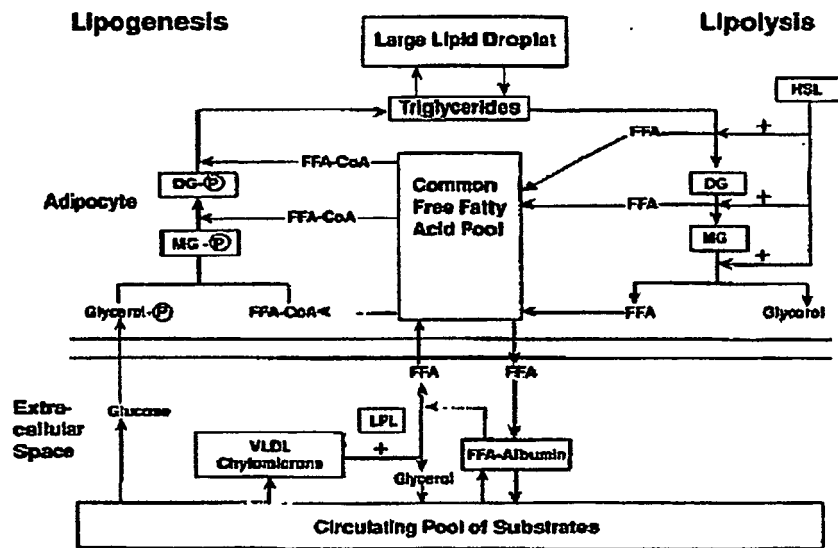 Lipogenesis
Lipolysis
Large Lipid Droplet
HSL
Triglycerides
FFA
+
FFA-CoA
Common
Free Fatty
Acid Pool
DG-P
DG
Adipocyte
FFA-CoA
FFA
+
MG-P
MG
+
Glycerol-P
FFA-CoA
FFA
Glycerol
FFA
FFA
Extra-
cellular
Space
Glucose
LPL
VLDL
Chylomicrons
+
FFA-Albumin
Glycerol
Circulating Pool of Substrates